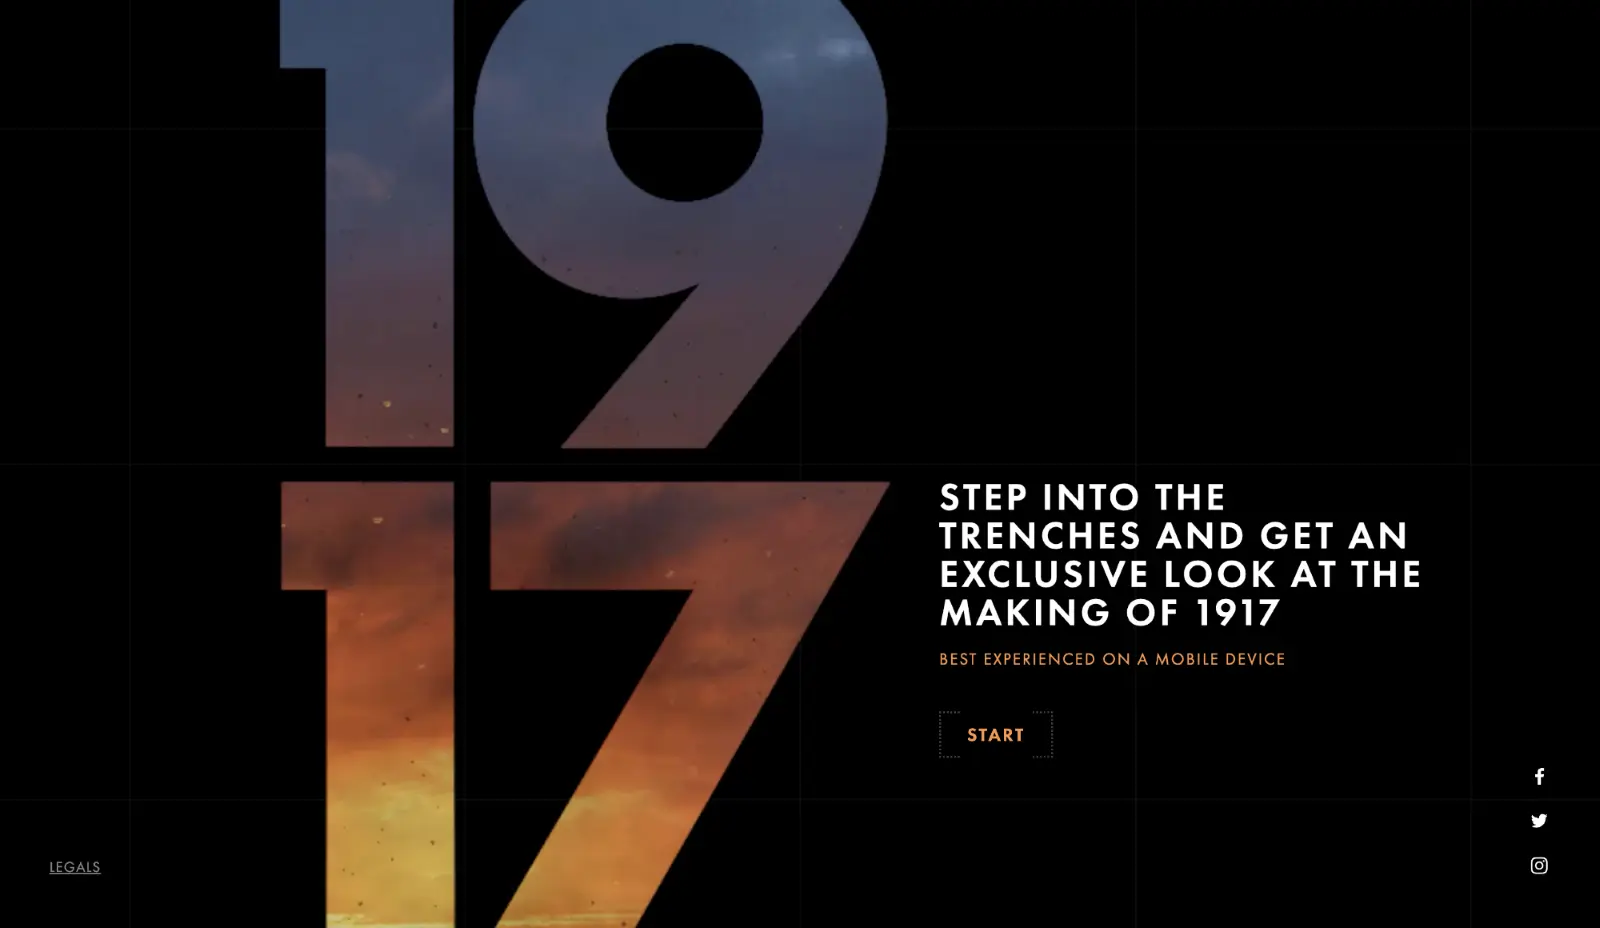 19
17
STEP INTO THE
TRENCHES AND GET AN
EXCLUSIVE LOOK AT THE
MAKING OF 1917
BEST EXPERIENCED ON A MOBILE DEVICE
START
LEGALS